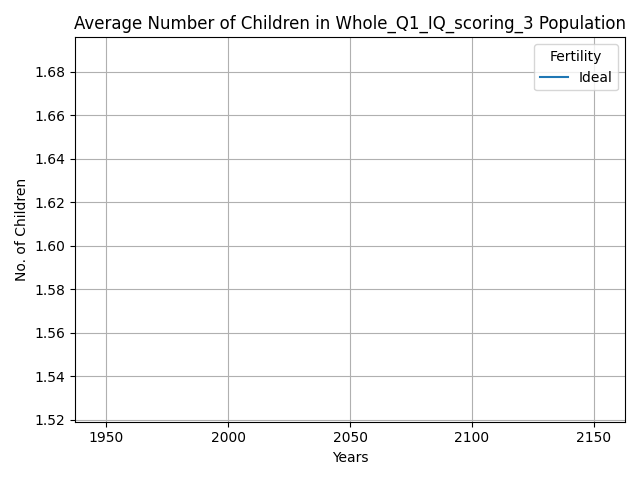 Average Number of Children in Whole_Q1_IQ_scoring_3 Population
Fertility
Ideal
No. of Children
1.68
1.66
1.64
1.62
1.60
1.58
1.56
1.54
1.52
1950 2000 2050 2100 2150
Years